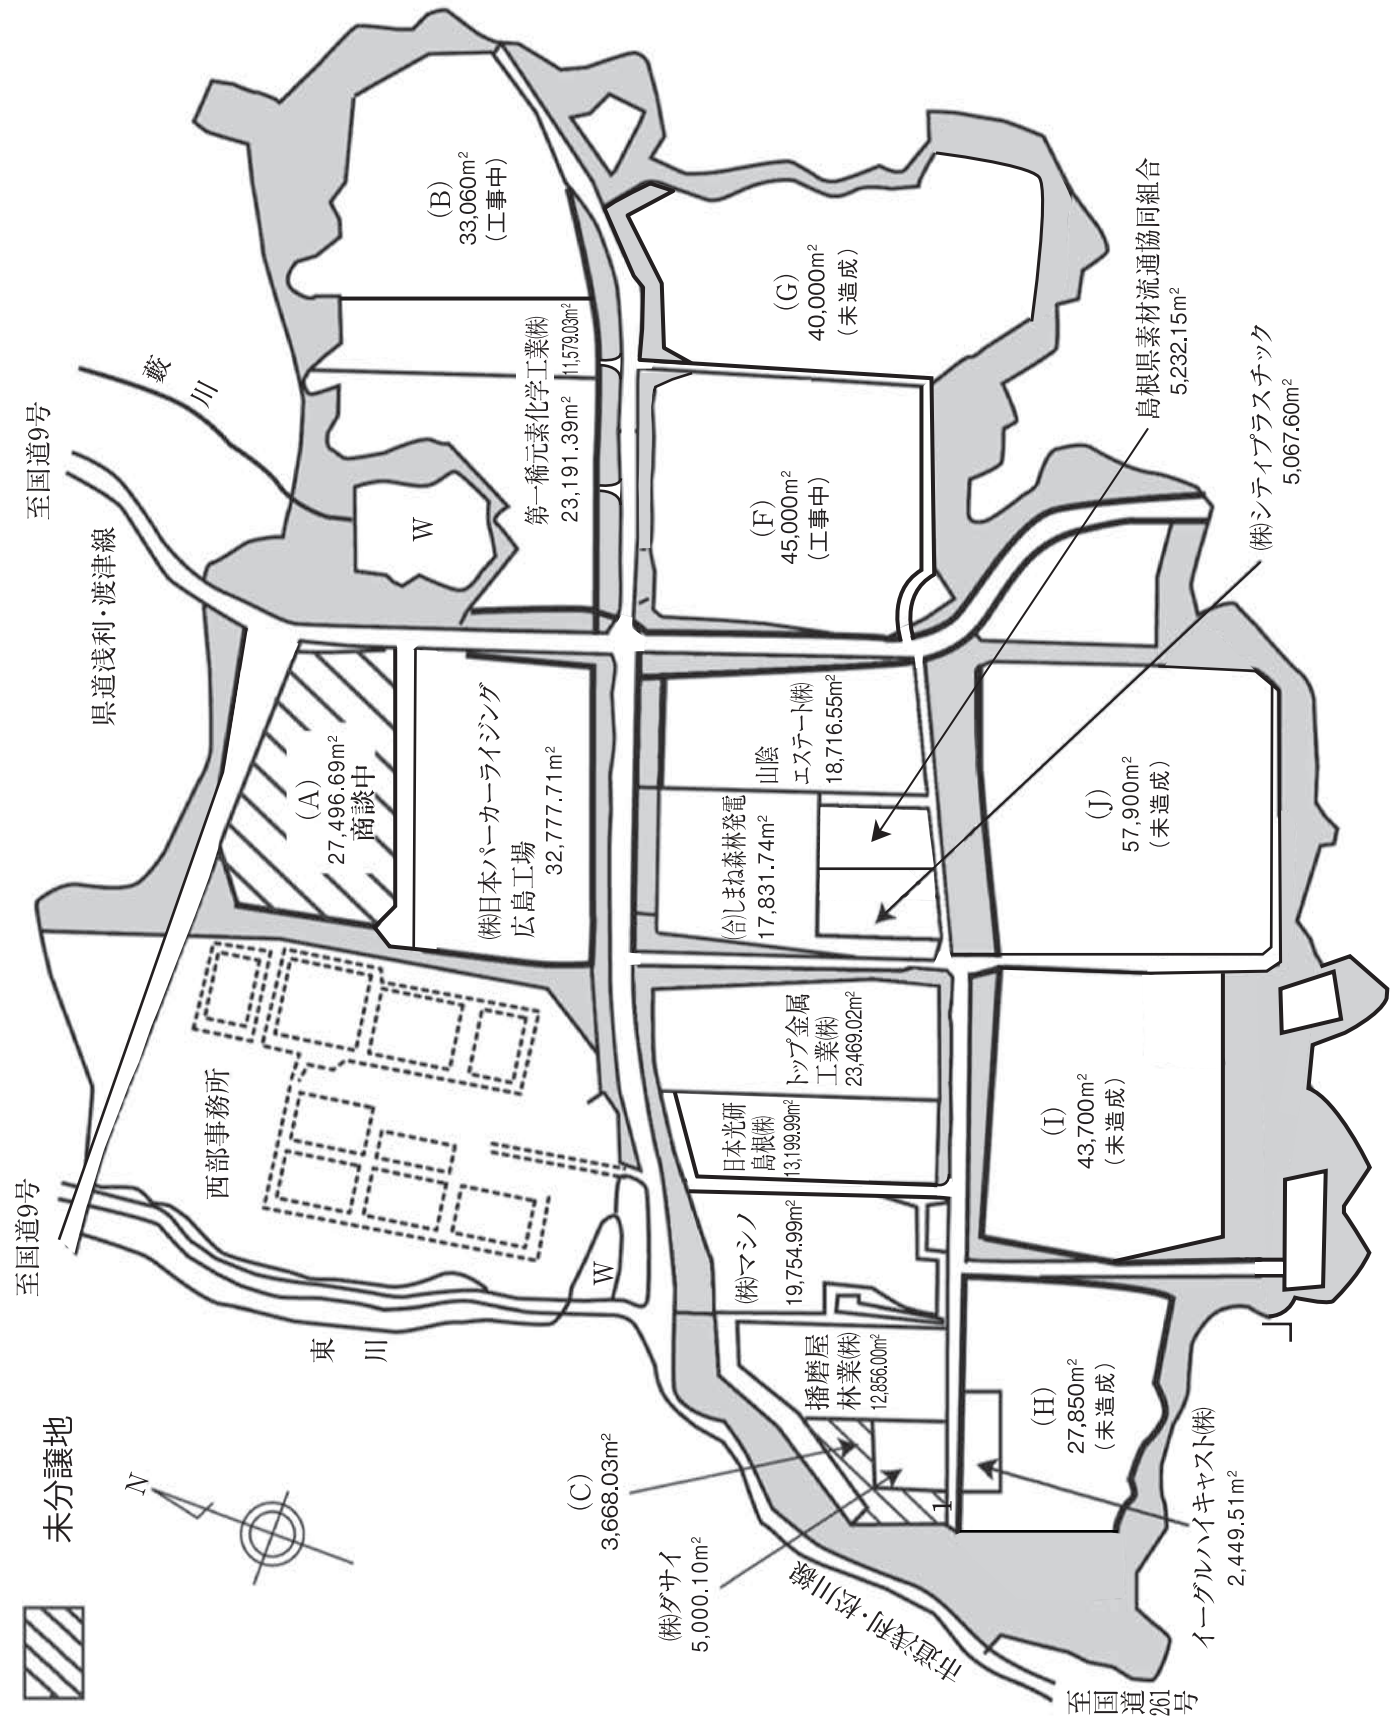 未分譲地
N
至国道9号
至国道9号
県道浅利・渡津線
藪
川
東
川
西部事務所
W
W
(A)
27,496.69m²
商談中
㈱日本パーカーライジング
広島工場
32,777.71m²
第一稀元素化学工業㈱
23,191.39m²
11,579.03m²
(B)
33,060m²
(工事中)
(F)
45,000m²
(工事中)
(G)
40,000m²
(未造成)
山陰
エステート㈱
18,716.55m²
(合)しまね森林発電
17,831.74m²
島根県素材流通協同組合
5,232.15m²
㈱シティプラスチック
5,067.60m²
トップ金属
工業㈱
23,469.02m²
日本光研
島根㈱
13,199.99m²
㈱マシノ
19,754.99m²
播磨屋
林業㈱
12,856.00m²
(C)
3,668.03m²
㈱ダサイ
5,000.10m²
1
(H)
27,850m²
(未造成)
(I)
43,700m²
(未造成)
(J)
57,900m²
(未造成)
イーグルハイキャスト㈱
2,449.51m²
市道浅利・松川線
至
国
道
261
号